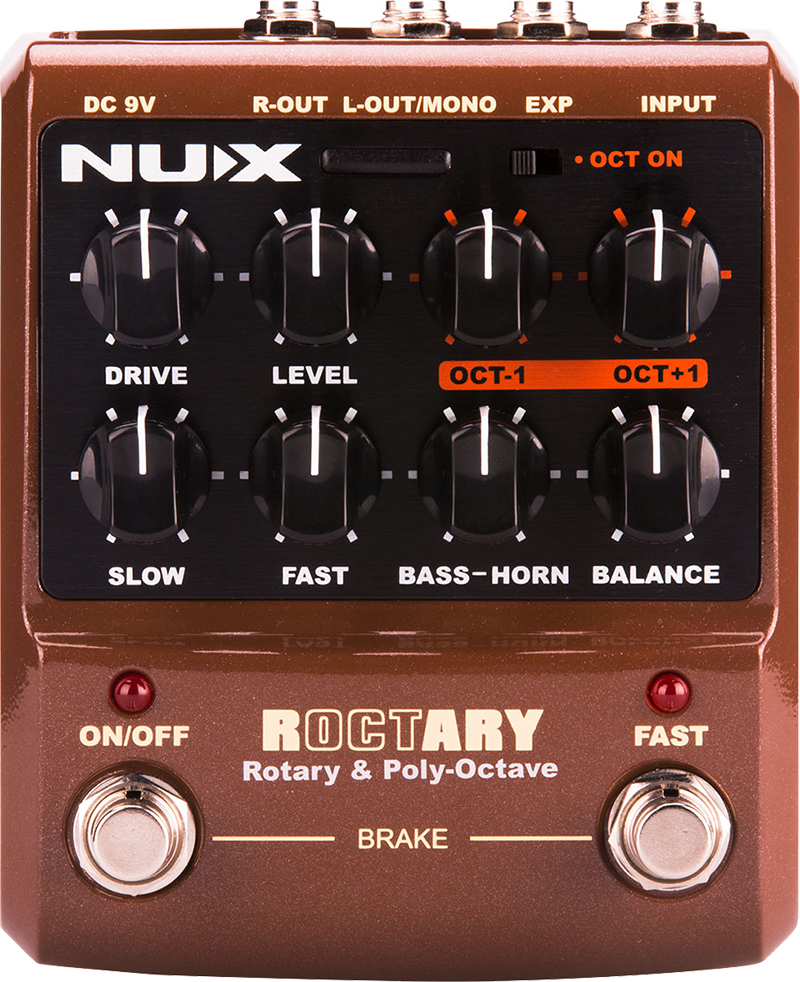 DC 9V R-OUT L-OUT/MONO EXP INPUT
NUX OCT ON
DRIVE LEVEL OCT-1 OCT+1
SLOW FAST BASS-HORN BALANCE
ON/OFF ROCTARY FAST
Rotary & Poly-Octave
BRAKE